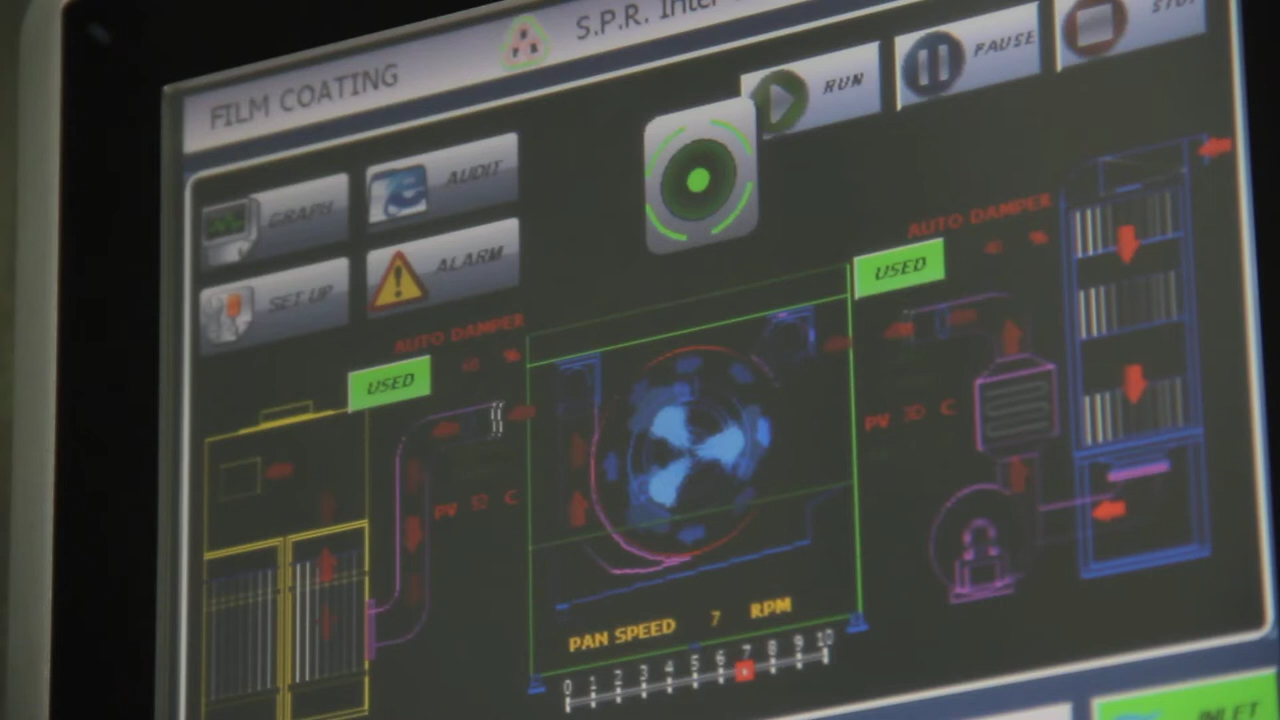 FILM COATING
S.P.R. Inter
RUN
PAUSE
GRAPH
AUDIT
SET UP
ALARM
AUTO DAMPER
%
USED
AUTO DAMPER
%
USED
PV C
PV 30 C
PAN SPEED 7 RPM
0 1 2 3 4 5 6 7 8 9 10
INLET